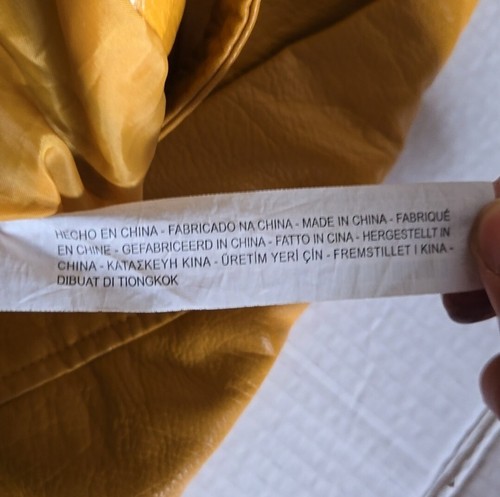 HECHO EN CHINA - FABRICADO NA CHINA - MADE IN CHINA - FABRIQUÉ
EN CHINE - GEFABRICEERD IN CHINA - FATTO IN CINA - HERGESTELLT IN
CHINA - ΚΑΤΑΣΚΕΥΗ ΚΙΝΑ - ÜRETİM YERİ ÇİN - FREMSTILLET I KINA -
DIBUAT DI TIONGKOK